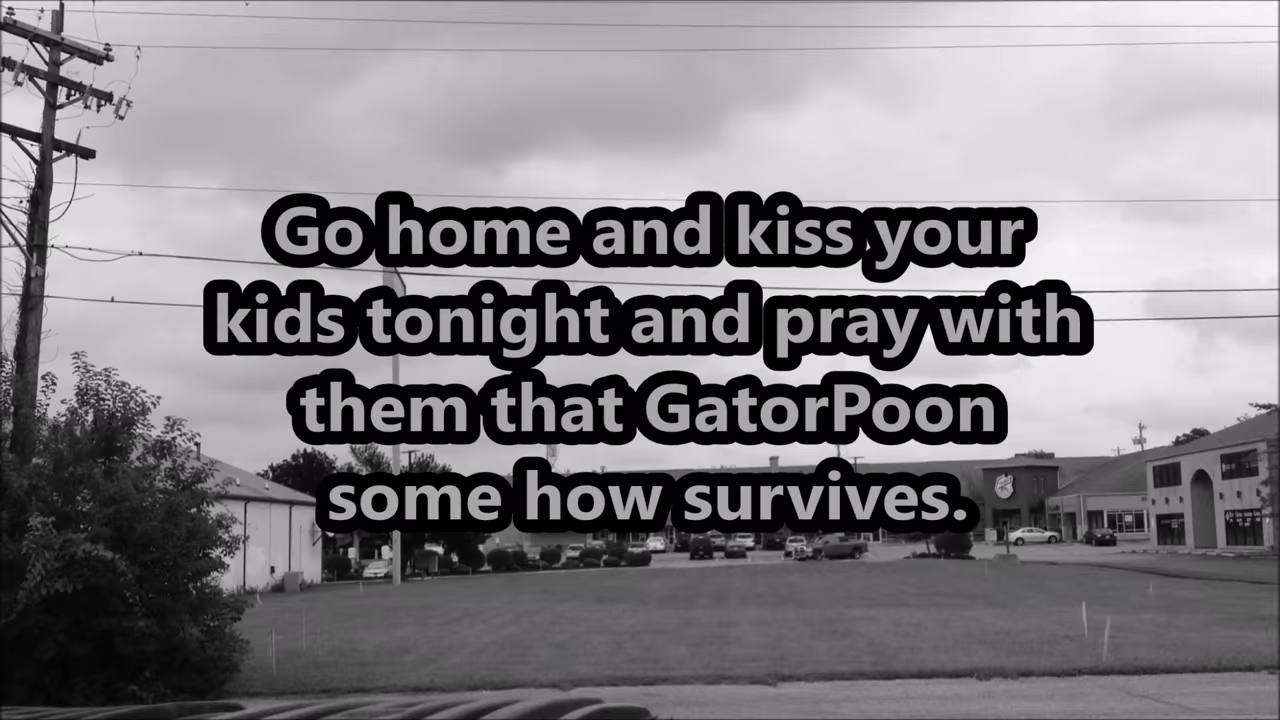 Go home and kiss your
kids tonight and pray with
them that GatorPoon
some how survives.